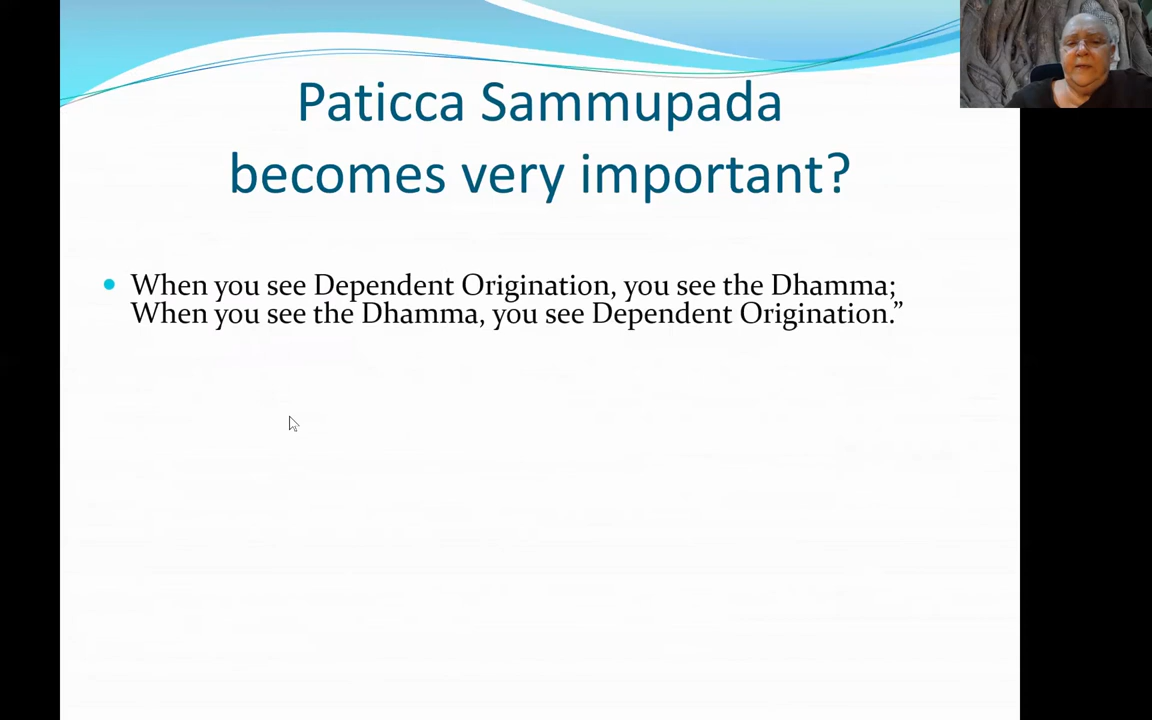 Paticca Sammupada
becomes very important?
When you see Dependent Origination, you see the Dhamma;
When you see the Dhamma, you see Dependent Origination.”